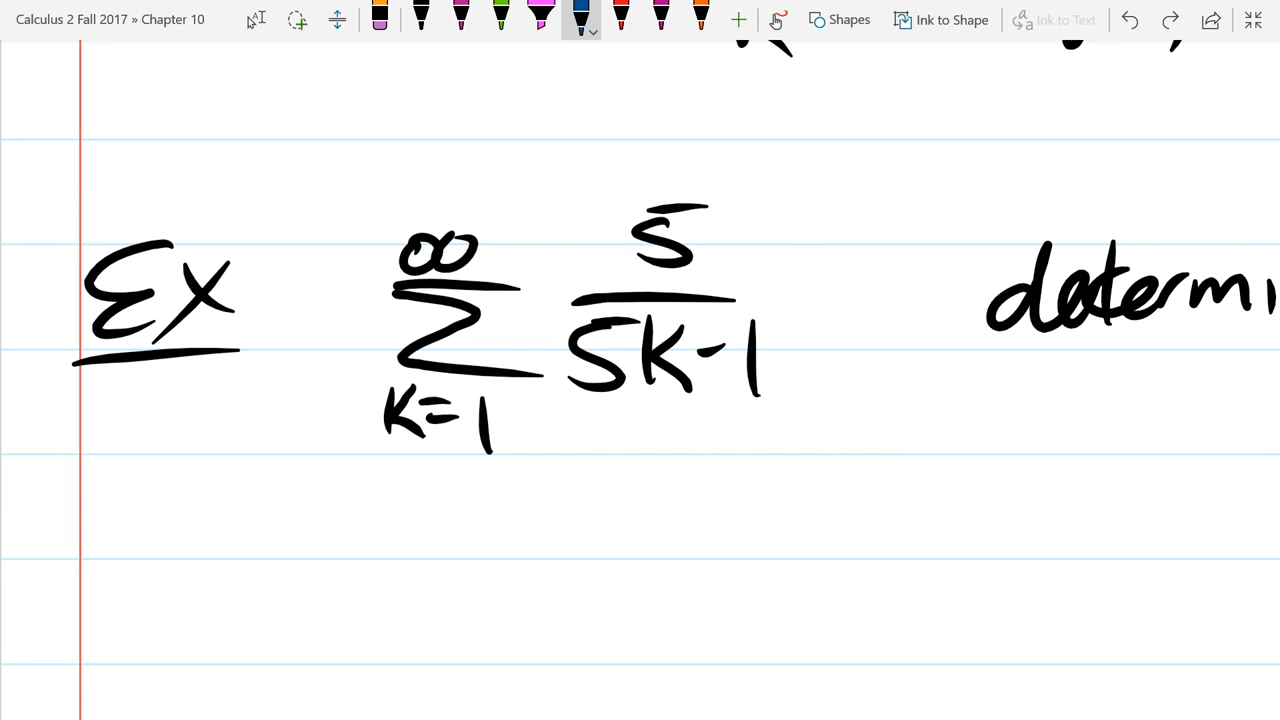 Calculus 2 Fall 2017 » Chapter 10
Shapes
Ink to Shape
Ink to Text
Ex ∞ ∑ k=1 5/(5k-1) determi